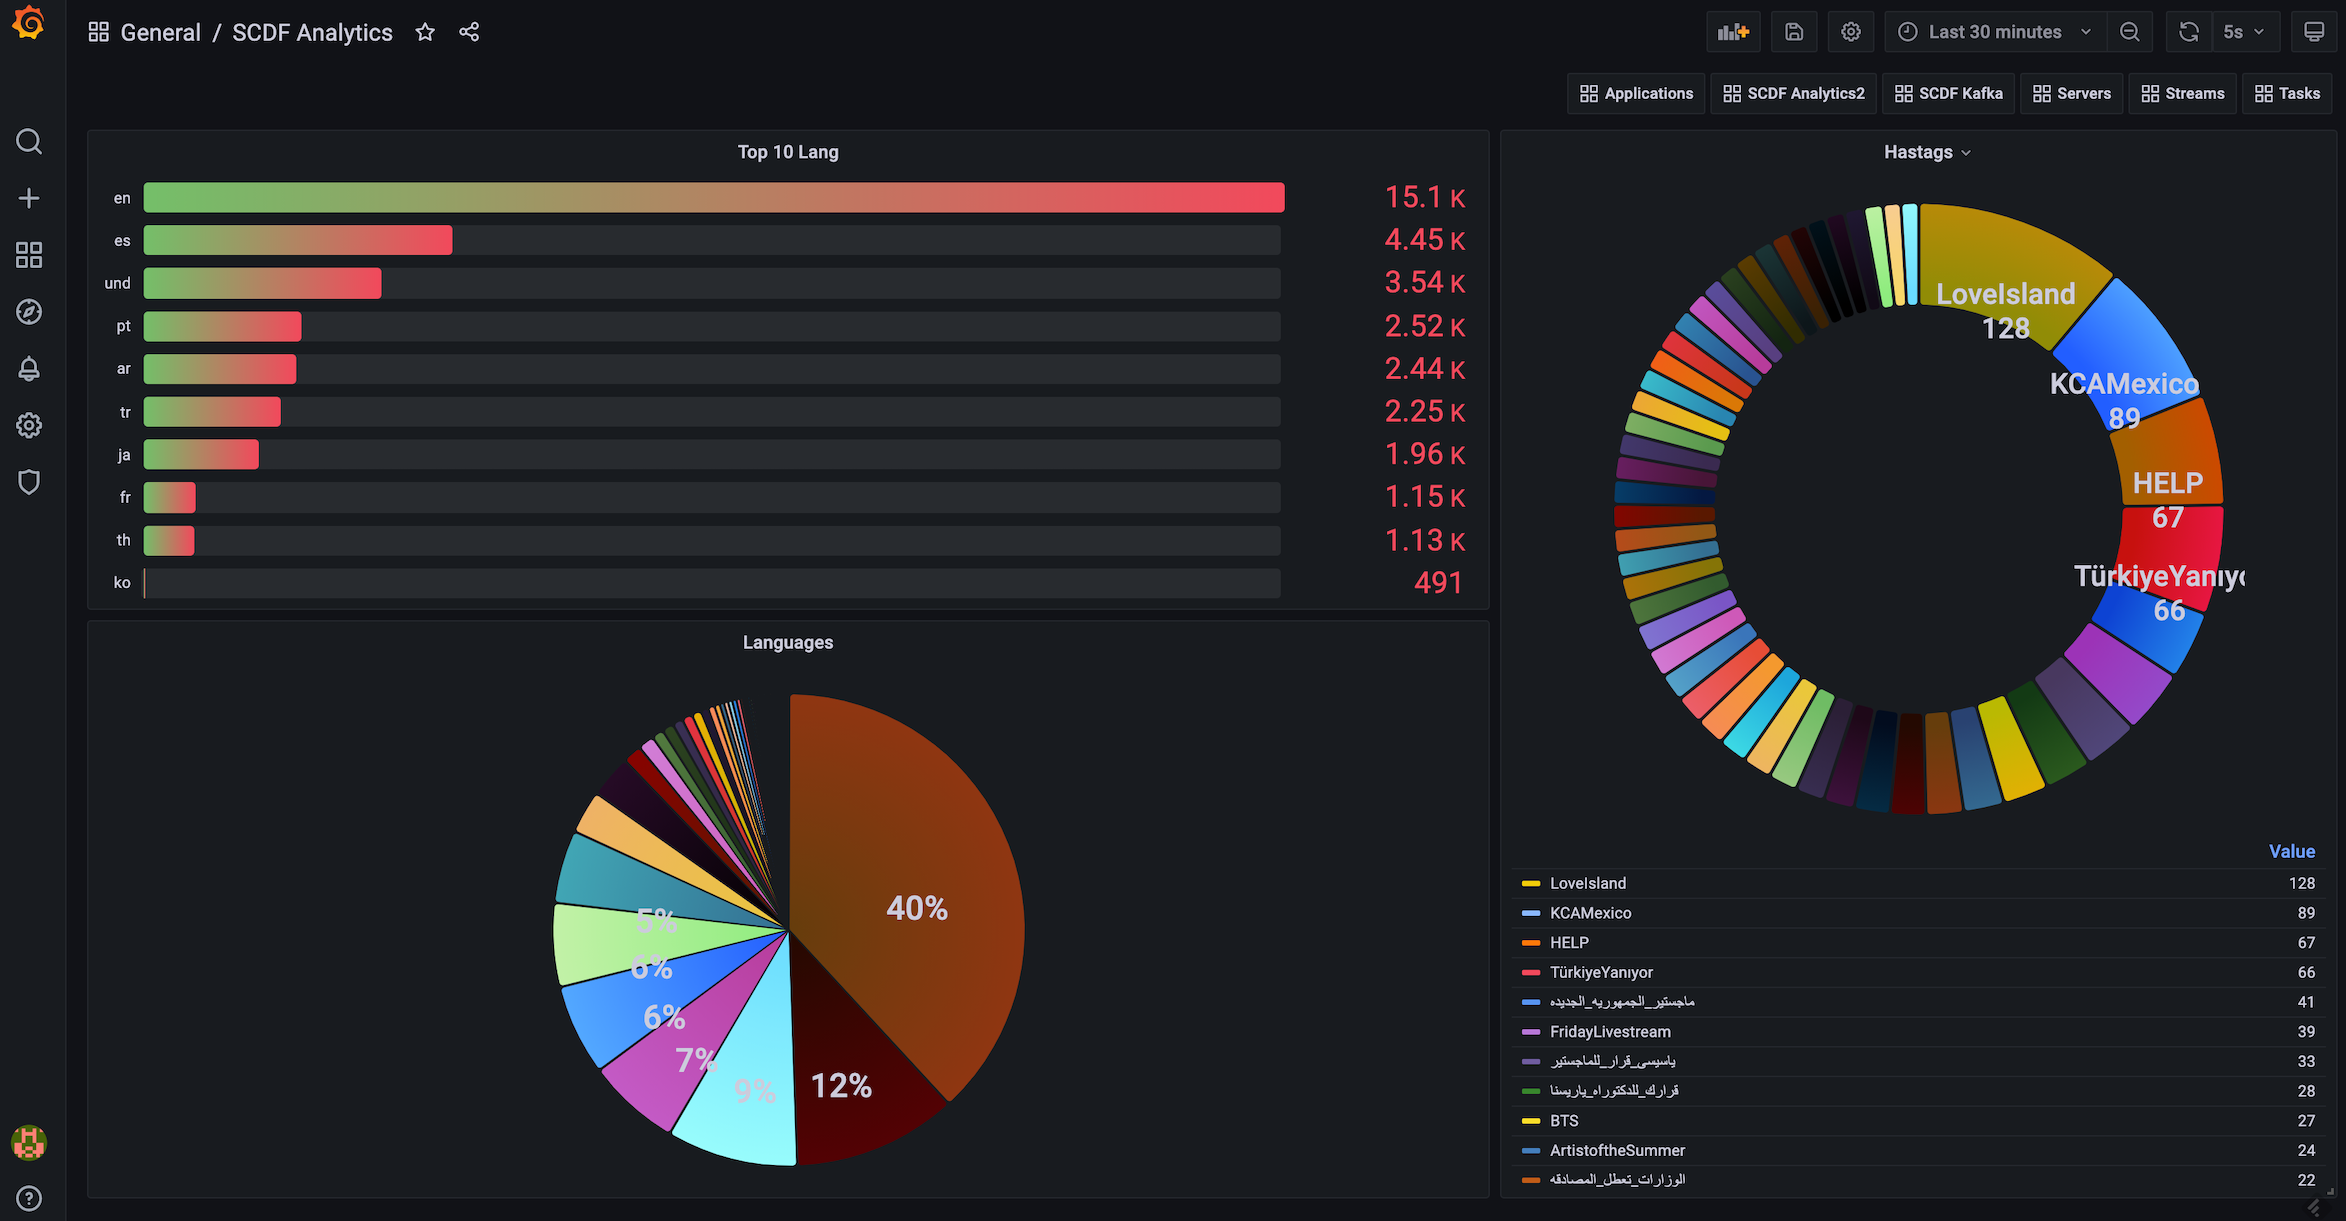 General / SCDF Analytics
Last 30 minutes
5s
Applications
SCDF Analytics2
SCDF Kafka
Servers
Streams
Tasks
Top 10 Lang
en 15.1 K
es 4.45 K
und 3.54 K
pt 2.52 K
ar 2.44 K
tr 2.25 K
ja 1.96 K
fr 1.15 K
th 1.13 K
ko 491
Languages
40%
12%
9%
7%
6%
6%
5%
Hastags
LoveIsland
128
KCAMexico
89
HELP
67
TürkiyeYanıyo
66
Value
LoveIsland 128
KCAMexico 89
HELP 67
TürkiyeYanıyor 66
ماجستير_الجمهوريه_الجديده 41
FridayLivestream 39
ياسيسى_قرار_للماجستير 33
قرارك_للدكتوراه_ياريسنا 28
BTS 27
ArtistoftheSummer 24
الوزارات_تعطل_المصادقه 22